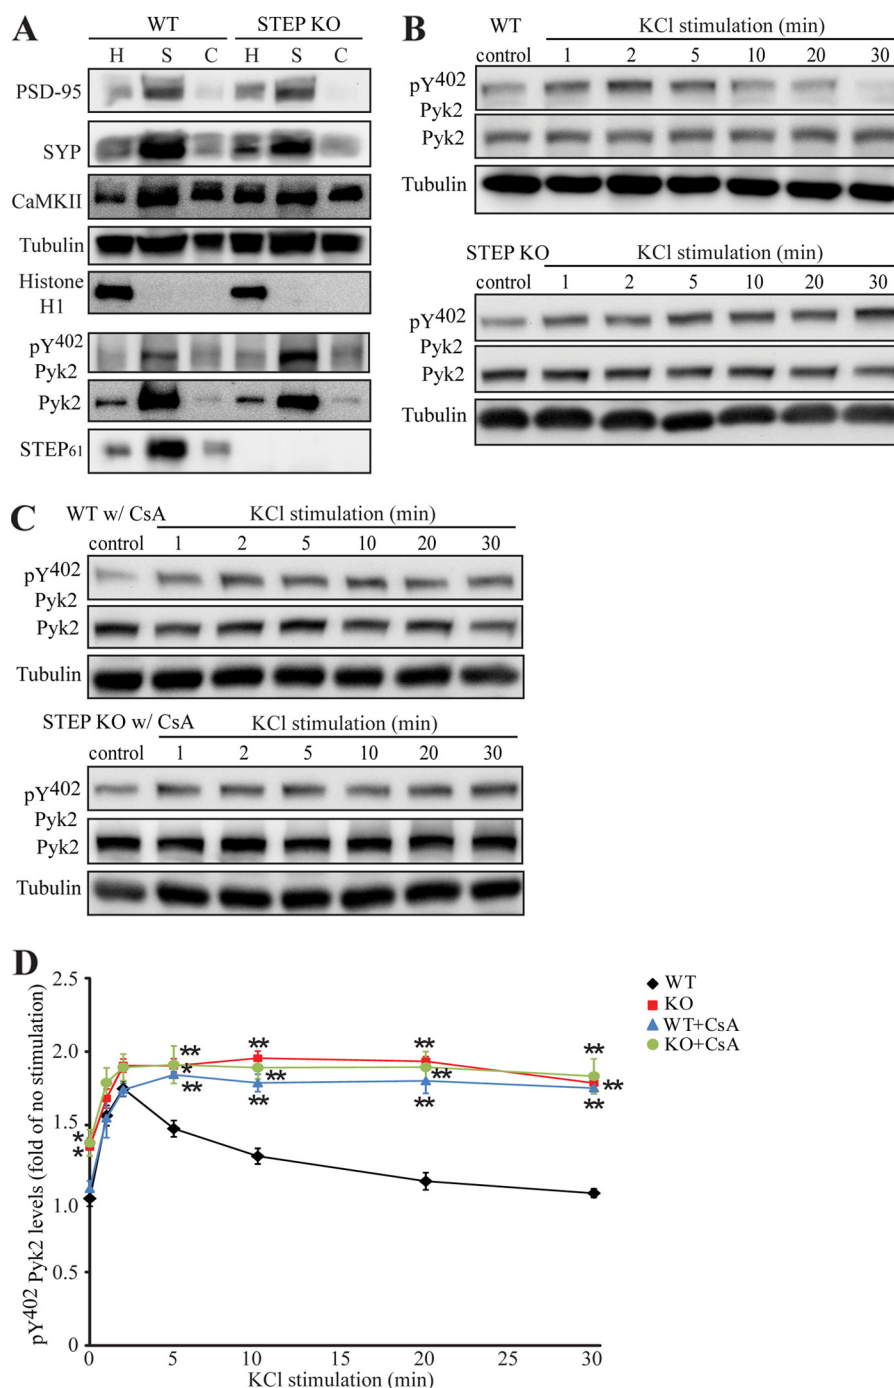 A
WT STEP KO
H S C H S C
PSD-95
SYP
CaMKII
Tubulin
Histone
H1
pY402
Pyk2
Pyk2
STEP61
B
WT KCl stimulation (min)
control 1 2 5 10 20 30
pY402
Pyk2
Pyk2
Tubulin
STEP KO KCl stimulation (min)
control 1 2 5 10 20 30
pY402
Pyk2
Pyk2
Tubulin
C
WT w/ CsA KCl stimulation (min)
control 1 2 5 10 20 30
pY402
Pyk2
Pyk2
Tubulin
STEP KO w/ CsA KCl stimulation (min)
control 1 2 5 10 20 30
pY402
Pyk2
Pyk2
Tubulin
D
pY402 Pyk2 levels (fold of no stimulation)
2.5
2.0
1.5
1.0
0.5
0
** ** ** **
* ** ** **
** ** ** **
*
*
0 5 10 15 20 25 30
KCl stimulation (min)
WT
KO
WT+CsA
KO+CsA